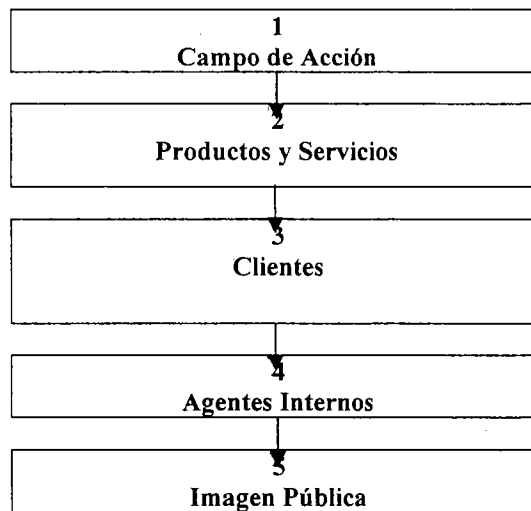 1
Campo de Acción
2
Productos y Servicios
3
Clientes
4
Agentes Internos
5
Imagen Pública